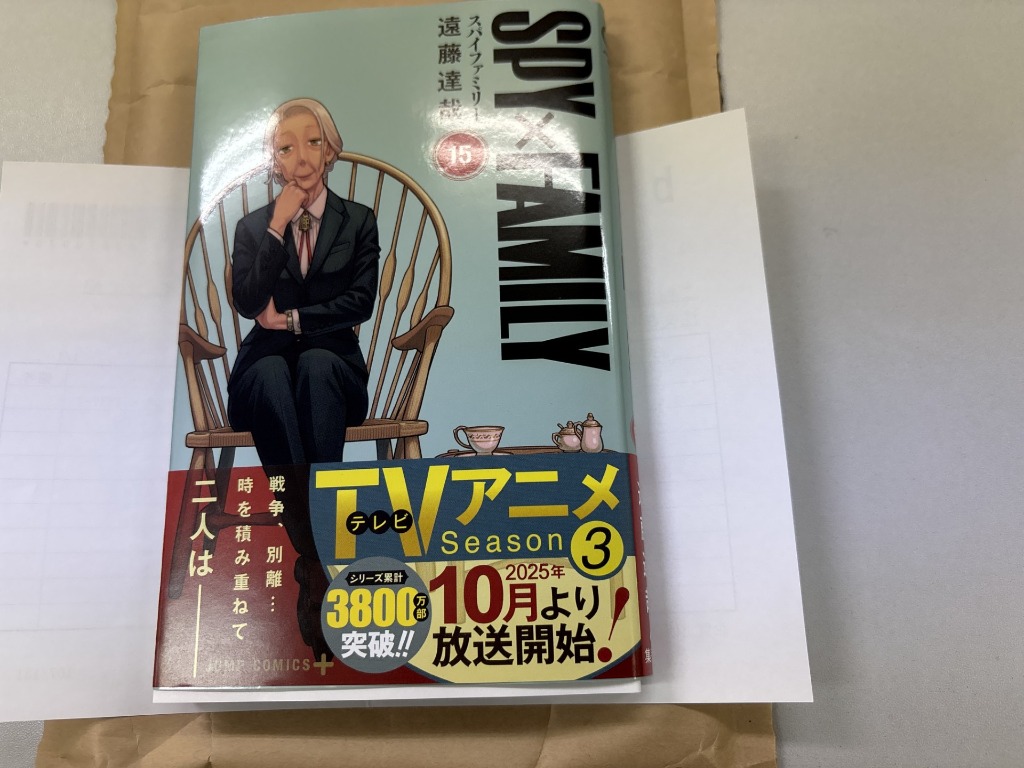 SPY×FAMILY
スパイファミリー
遠藤達哉
15
戦争、別離…
時を積み重ねて
二人は――
TVアニメ
テレビ
Season 3
シリーズ累計
3800万部
突破!!
2025年
10月より
放送開始!
JUMP COMICS+
集